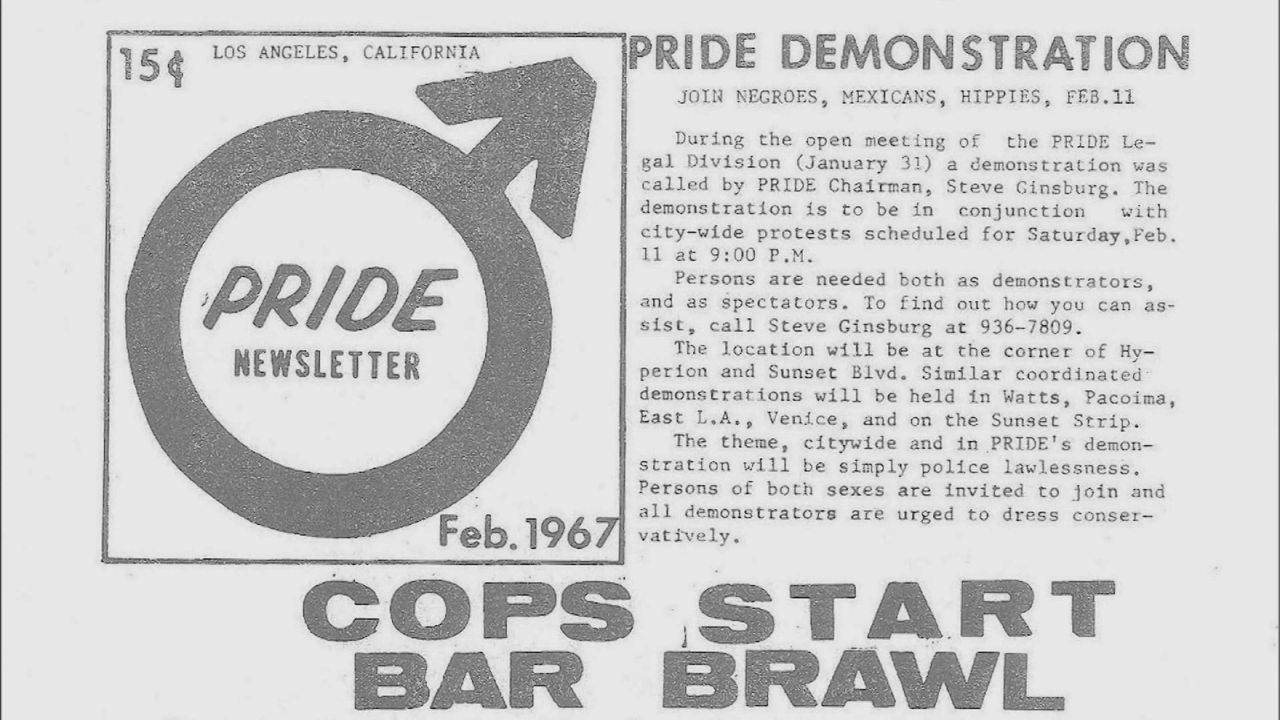 15¢ LOS ANGELES, CALIFORNIA
PRIDE
NEWSLETTER
Feb. 1967
PRIDE DEMONSTRATION
JOIN NEGROES, MEXICANS, HIPPIES, FEB.11
During the open meeting of the PRIDE Le-
gal Division (January 31) a demonstration was
called by PRIDE Chairman, Steve Ginsburg. The
demonstration is to be in conjunction with
city-wide protests scheduled for Saturday,Feb.
11 at 9:00 P.M.
Persons are needed both as demonstrators,
and as spectators. To find out how you can as-
sist, call Steve Ginsburg at 936-7809.
The location will be at the corner of Hy-
perion and Sunset Blvd. Similar coordinated
demonstrations will be held in Watts, Pacoima,
East L.A., Venice, and on the Sunset Strip.
The theme, citywide and in PRIDE's demon-
stration will be simply police lawlessness.
Persons of both sexes are invited to join and
all demonstrators are urged to dress conser-
vatively.
COPS START
BAR BRAWL